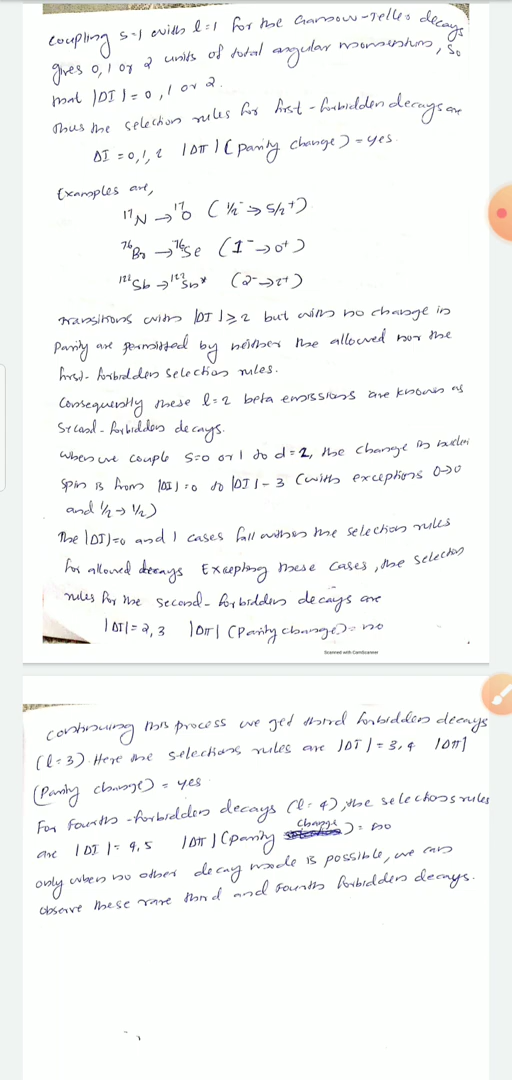 Coupling S=1 with l=1 for the Gamow-Teller decays
gives 0, 1 or 2 units of total angular momentum, so
that |DI|=0, 1 or 2.
Thus the selection rules for first-forbidden decays are
ΔI = 0,1,2 |Δπ| (parity change) = yes.
Examples are,
¹⁷N → ¹⁷O (½⁻ → 5/2⁺)
⁷⁶Br → ⁷⁶Se (1⁻ → 0⁺)
¹²²Sb → ¹²²Sn* (2⁻ → 2⁺)
Transitions with |DI| ≥ 2 but with no change in
parity are permitted by neither the allowed nor the
first-forbidden selection rules.
Consequently these l=2 beta emissions are known as
second-forbidden decays.
When we couple S=0 or 1 to d=2, the change in nuclei
spin is from |DI|=0 to |DI|-3 (with exceptions 0→0
and ½→½)
The |DI|=0 and 1 cases fall within the selection rules
for allowed decays Excepting these cases, the selection
rules for the second-forbidden decays are
|DI|=2,3 |Δπ| (parity change) = no
Scanned with CamScanner
Continuing this process we get third forbidden decays
(l=3). Here the selections rules are |DI|=3,4 |Δπ|
(parity change) = yes.
For fourth-forbidden decays (l=4), the selections rules
are |DI|=4,5 |Δπ| (parity change) = no
only when no other decay mode is possible, we can
observe these rare third and fourth forbidden decays.